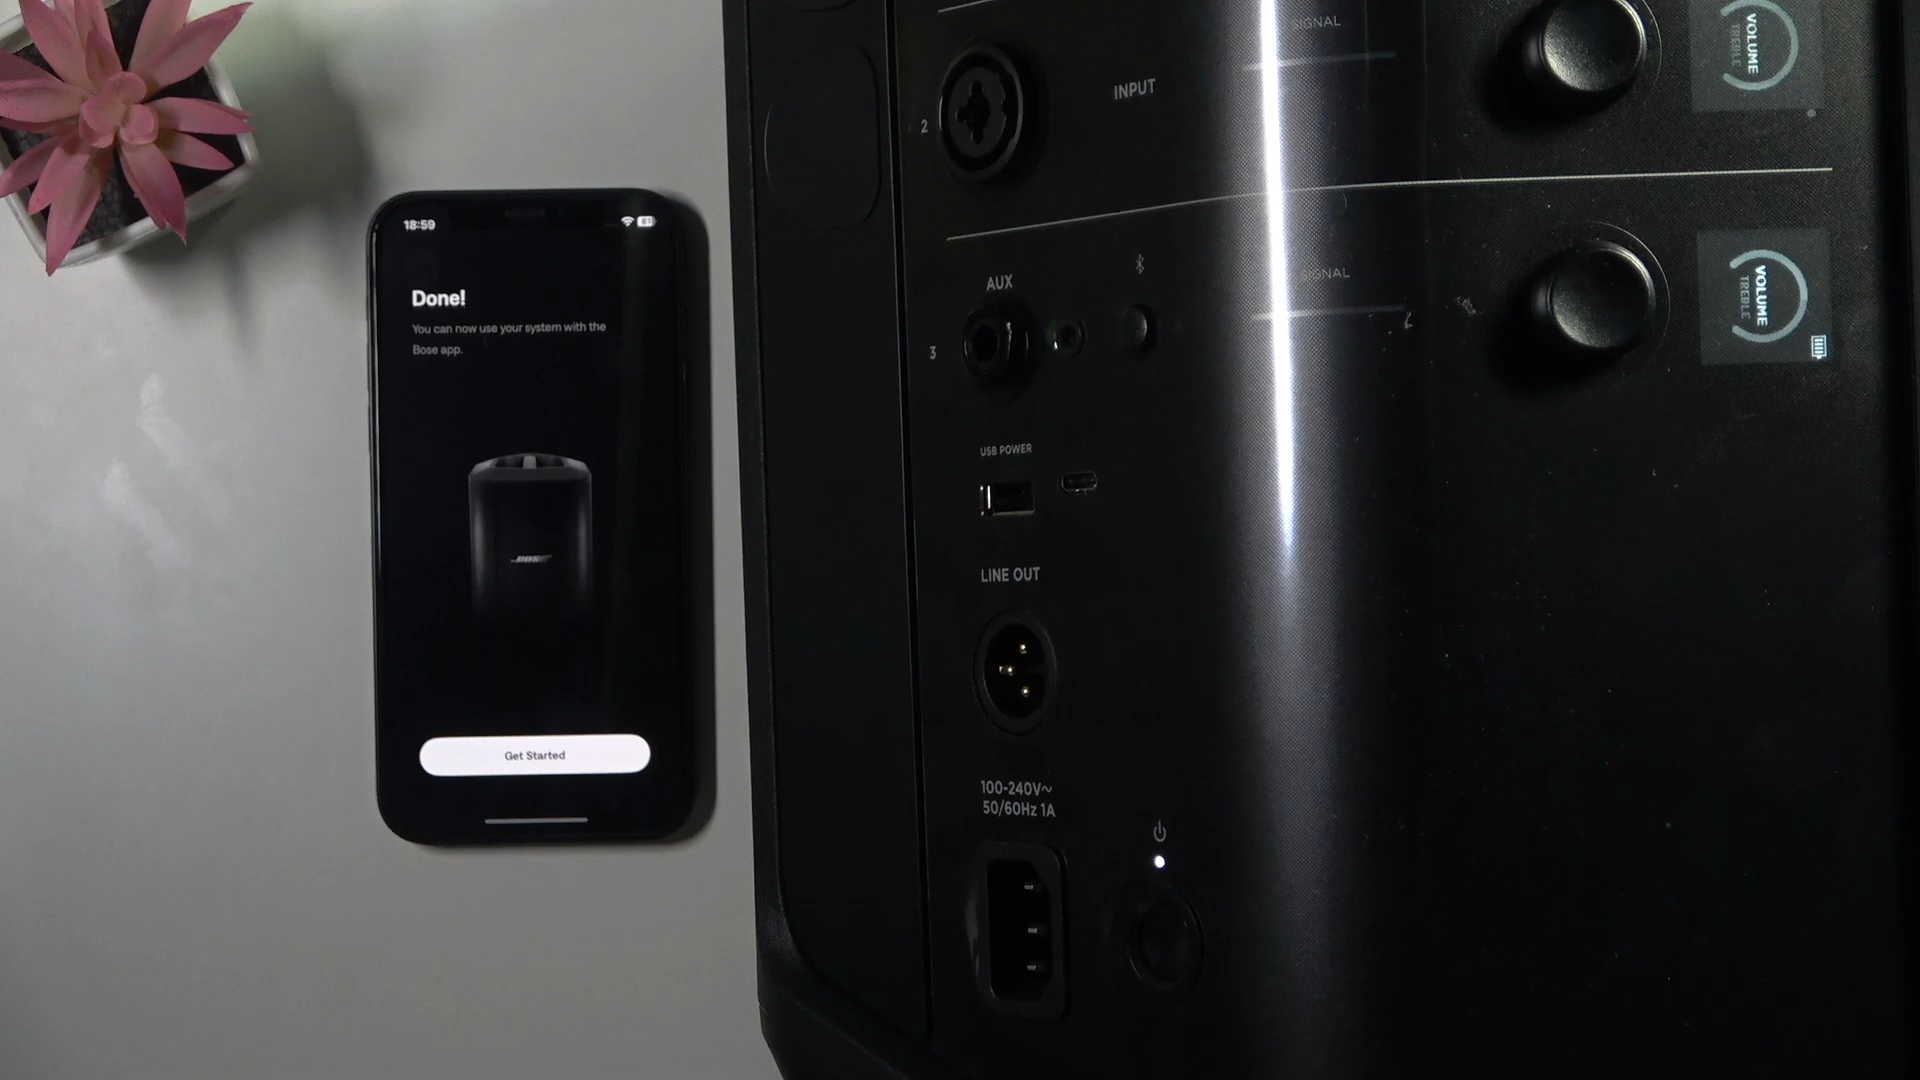 18:59
81
Done!
You can now use your system with the
Bose app.
BOSE
Get Started
SIGNAL
VOLUME
TREBLE
INPUT
2
AUX
SIGNAL
VOLUME
TREBLE
3
USB POWER
LINE OUT
100-240V~
50/60Hz 1A